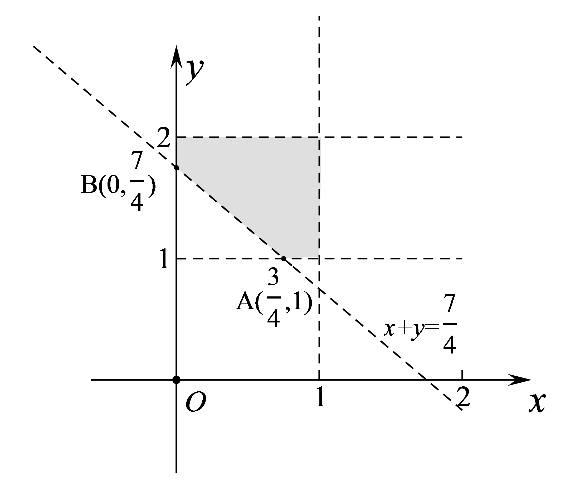 y
2
B(0, 7/4)
1
A(3/4, 1)
x+y=7/4
O
1
2
x